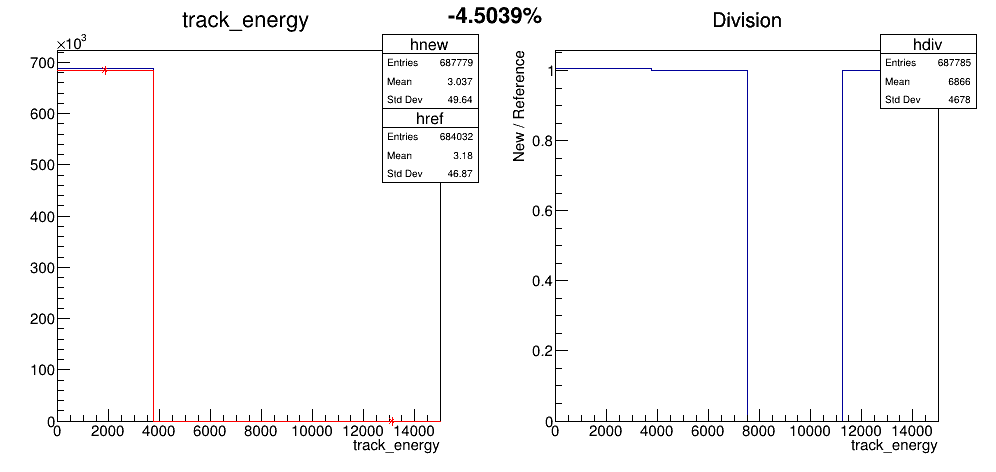 -4.5039%
track_energy
×10³
700
600
500
400
300
200
100
0
0 2000 4000 6000 8000 10000 12000 14000
track_energy
hnew
Entries 687779
Mean 3.037
Std Dev 49.64
href
Entries 684032
Mean 3.18
Std Dev 46.87
Division
New / Reference
1
0.8
0.6
0.4
0.2
0
0 2000 4000 6000 8000 10000 12000 14000
track_energy
hdiv
Entries 687785
Mean 6866
Std Dev 4678